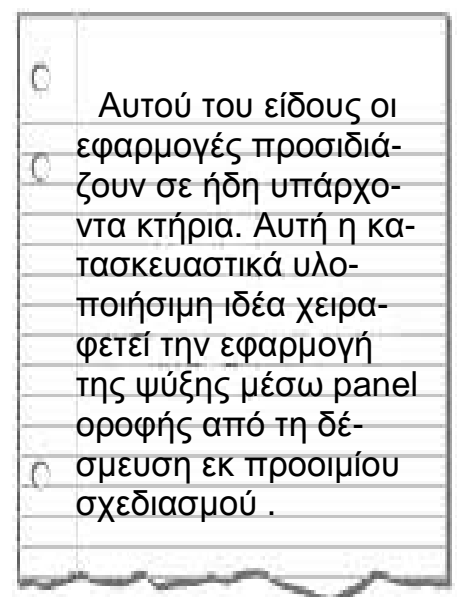 Αυτού του είδους οι
εφαρμογές προσιδιά-
ζουν σε ήδη υπάρχο-
ντα κτήρια. Αυτή η κα-
τασκευαστικά υλο-
ποιήσιμη ιδέα χειρα-
φετεί την εφαρμογή
της ψύξης μέσω panel
οροφής από τη δέ-
σμευση εκ προοιμίου
σχεδιασμού .